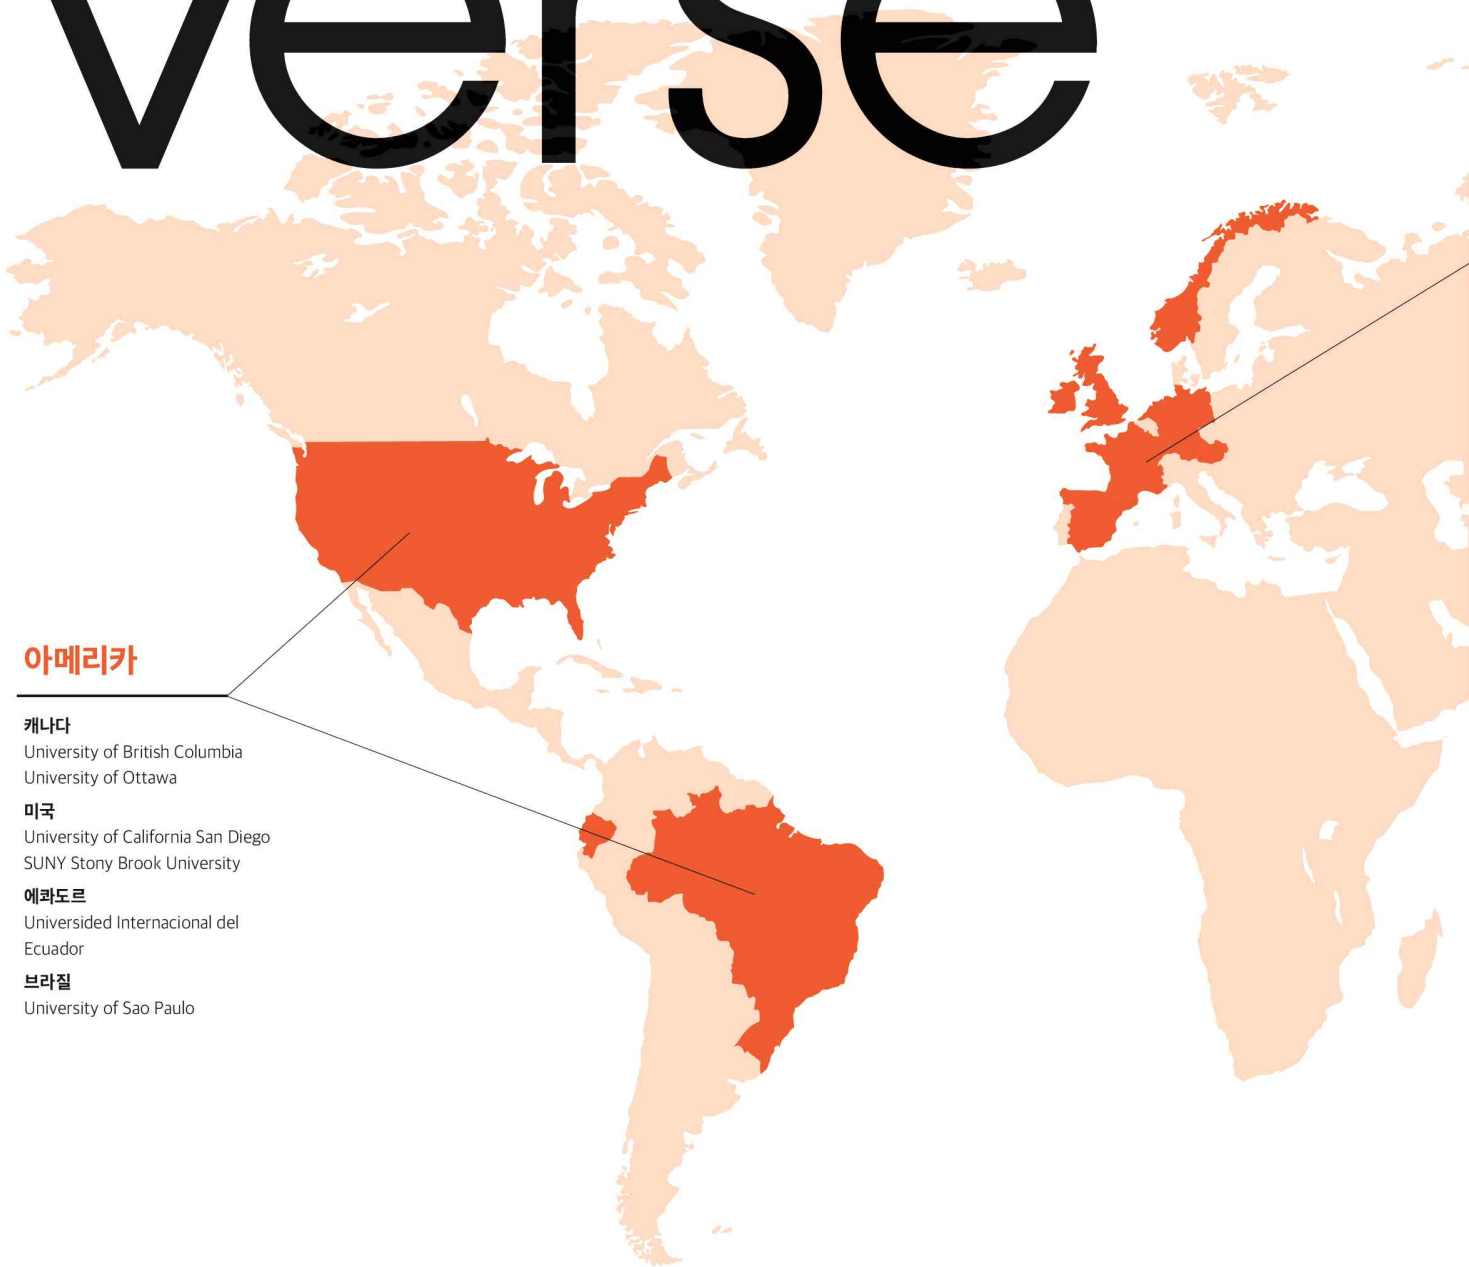 verse
아메리카
캐나다
University of British Columbia
University of Ottawa
미국
University of California San Diego
SUNY Stony Brook University
에콰도르
Universided Internacional del
Ecuador
브라질
University of Sao Paulo